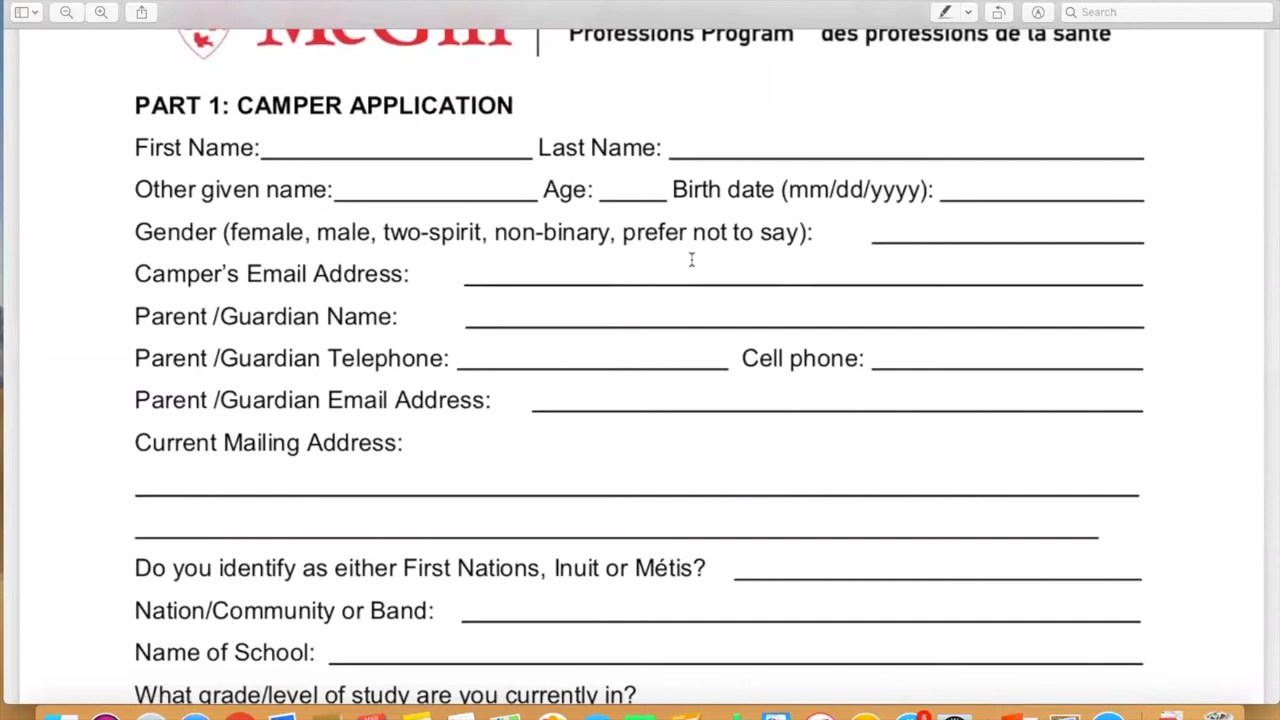 Search
McGill
Professions Program des professions de la santé
PART 1: CAMPER APPLICATION
First Name: Last Name:
Other given name: Age: Birth date (mm/dd/yyyy):
Gender (female, male, two-spirit, non-binary, prefer not to say):
Camper's Email Address:
Parent /Guardian Name:
Parent /Guardian Telephone: Cell phone:
Parent /Guardian Email Address:
Current Mailing Address:
Do you identify as either First Nations, Inuit or Métis?
Nation/Community or Band:
Name of School:
What grade/level of study are you currently in?